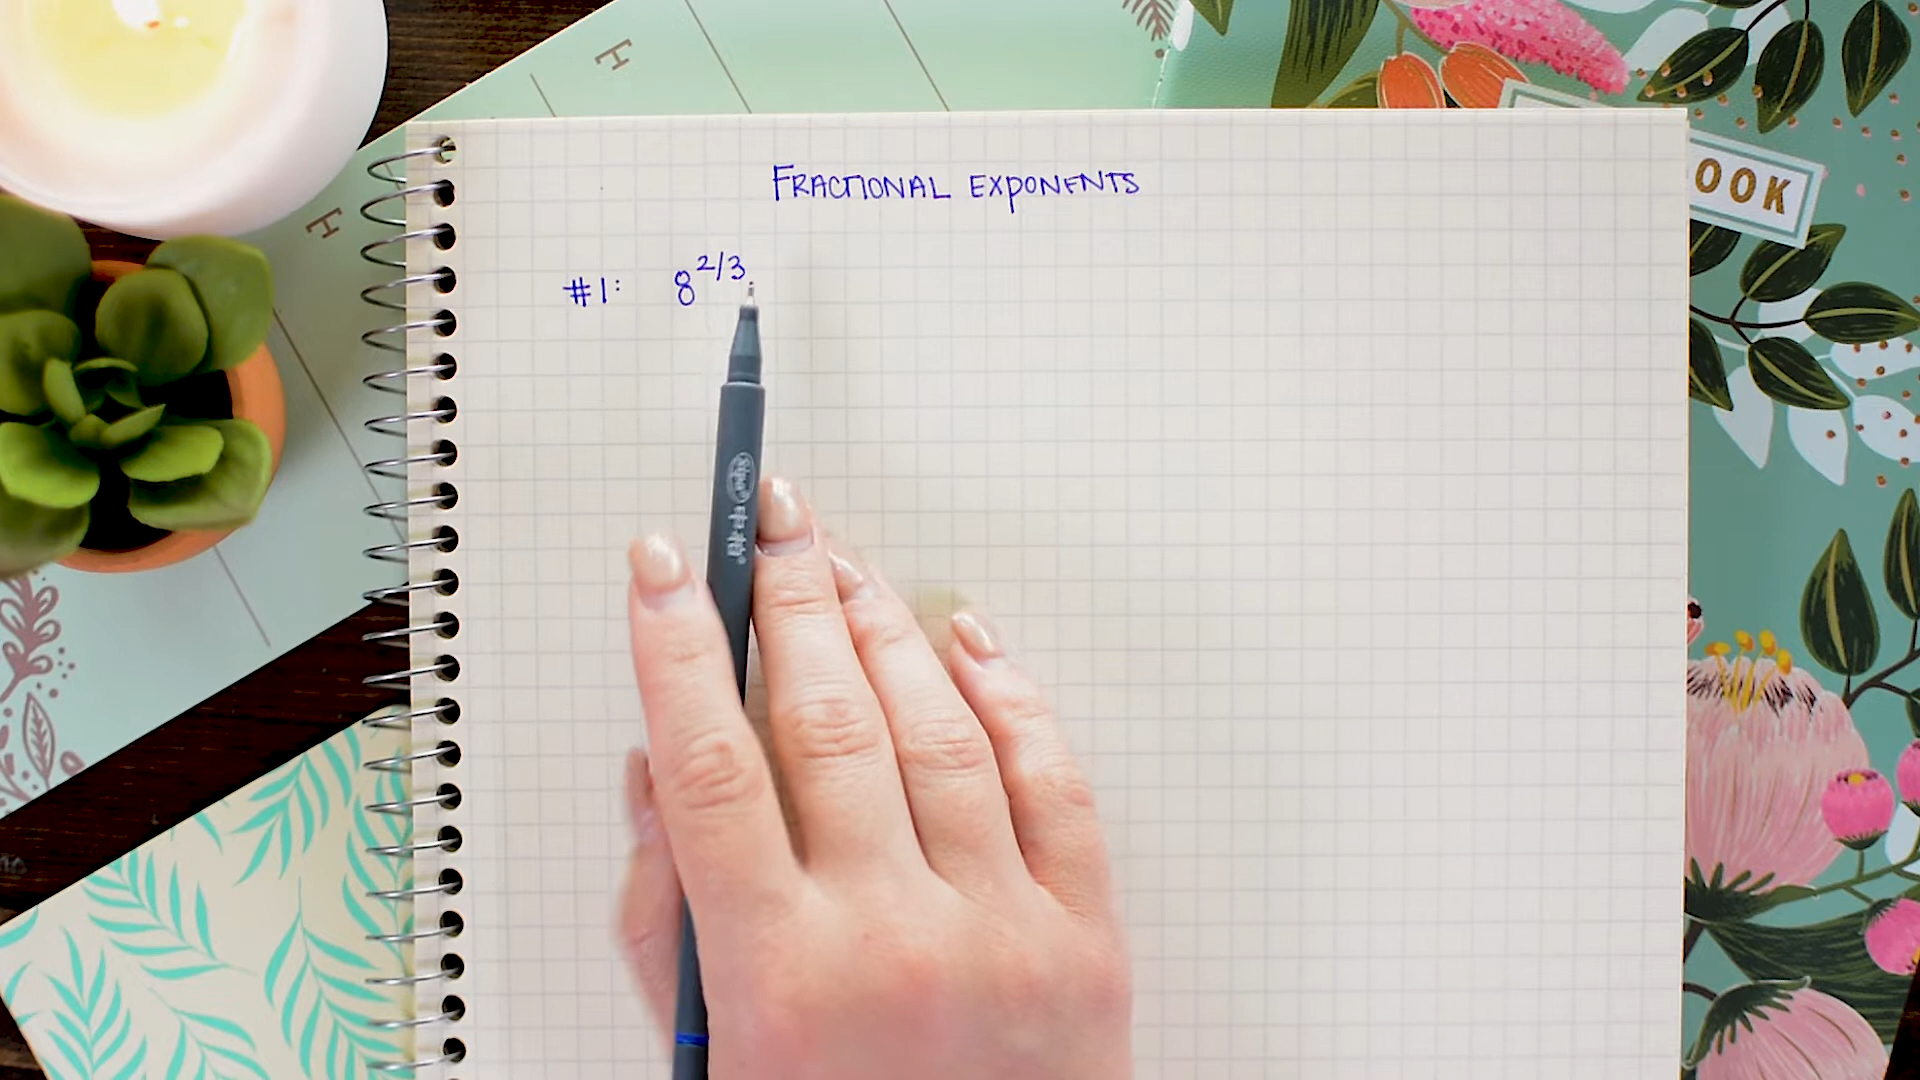 T
T
OOK
FRACTIONAL EXPONENTS
#1: 8^2/3